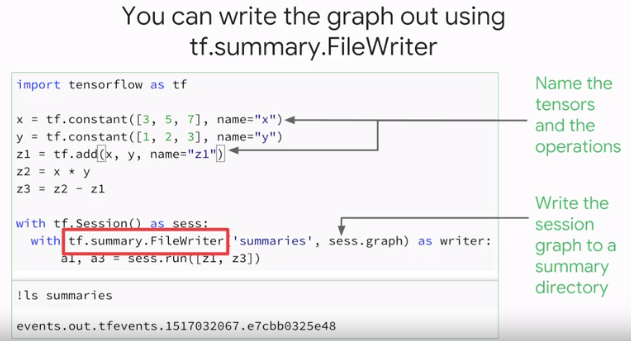 You can write the graph out using
tf.summary.FileWriter
import tensorflow as tf
x = tf.constant([3, 5, 7], name="x")
y = tf.constant([1, 2, 3], name="y")
z1 = tf.add(x, y, name="z1")
z2 = x * y
z3 = z2 - z1
with tf.Session() as sess:
with tf.summary.FileWriter 'summaries', sess.graph) as writer:
a1, a3 = sess.run([z1, z3])
!ls summaries
events.out.tfevents.1517032067.e7cbb0325e48
Name the
tensors
and the
operations
Write the
session
graph to a
summary
directory